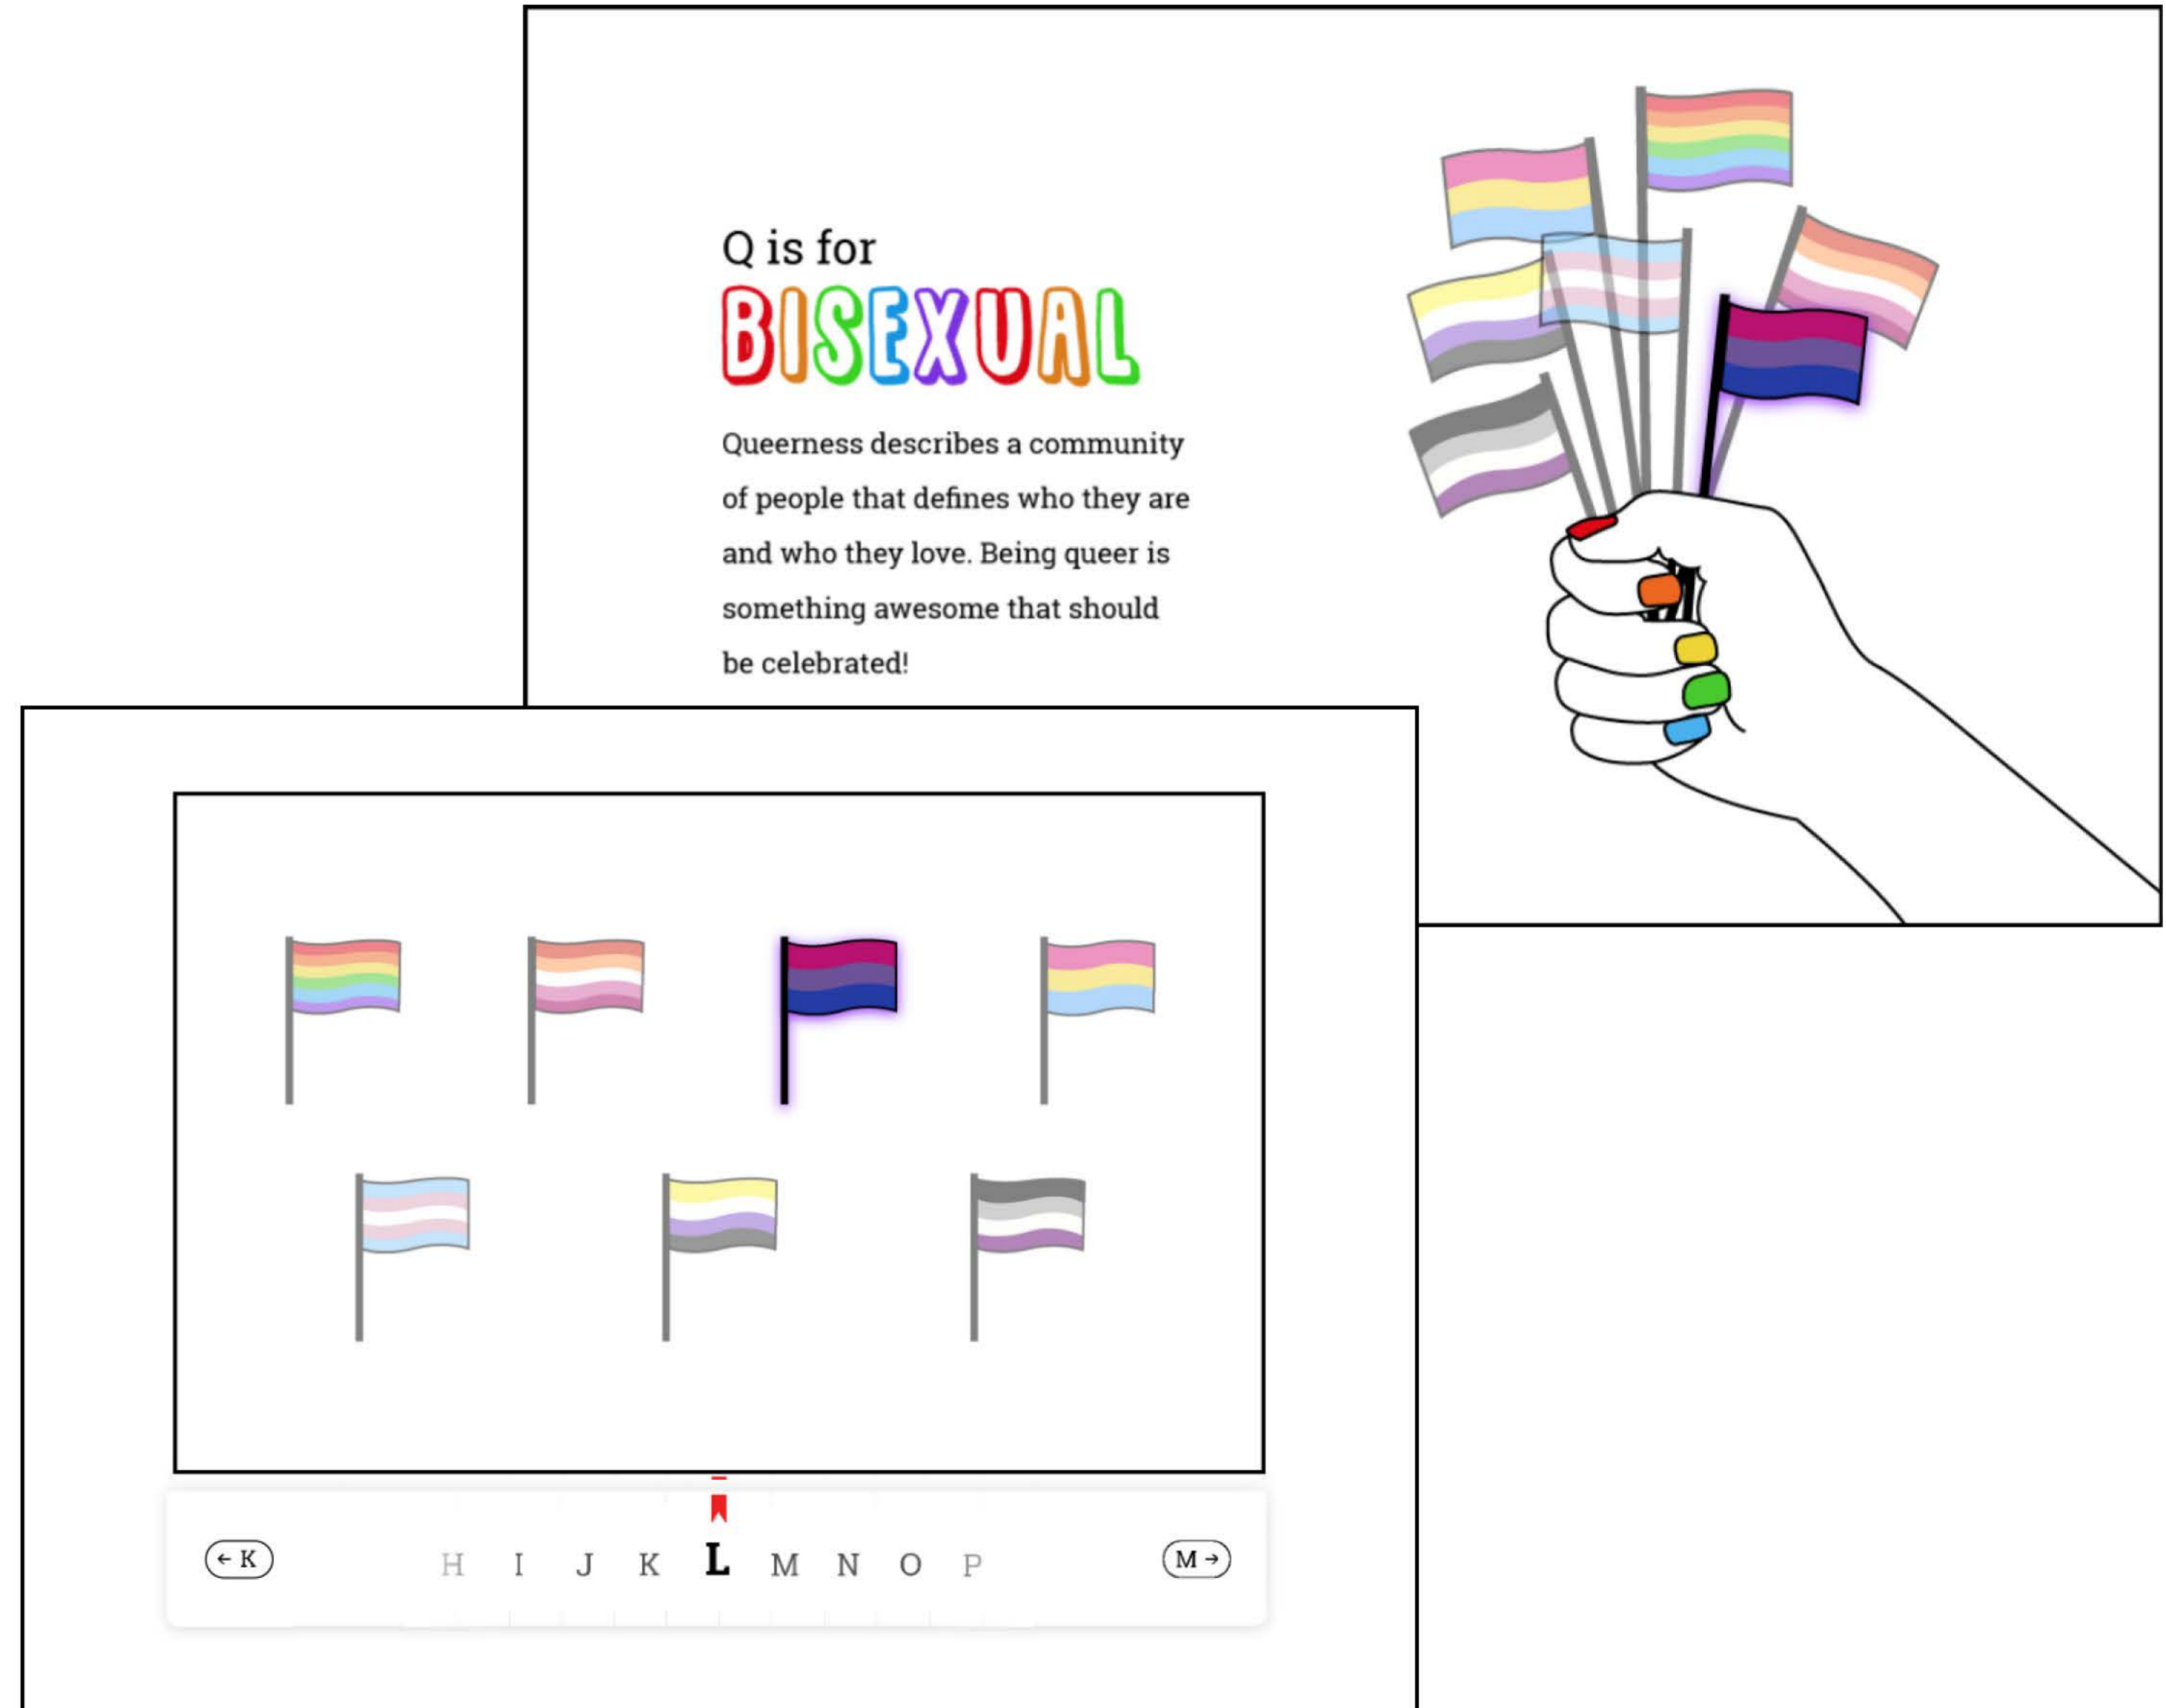 Q is for
BISEXUAL
Queerness describes a community
of people that defines who they are
and who they love. Being queer is
something awesome that should
be celebrated!
← K H I J K L M N O P M →